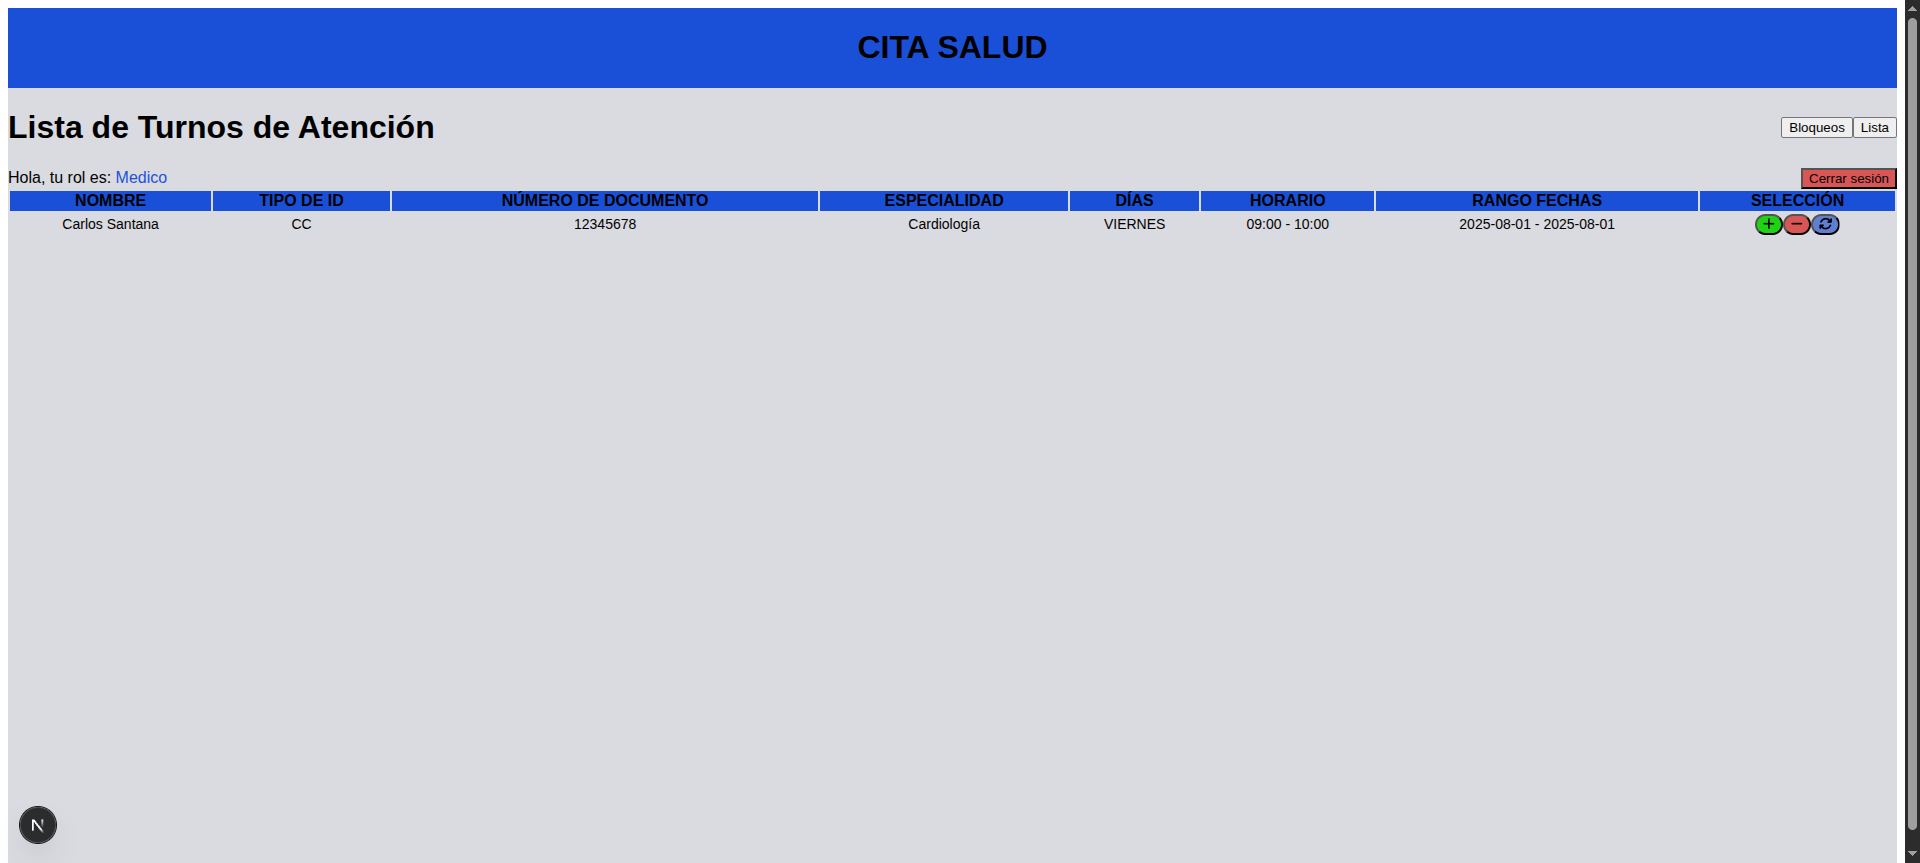 CITA SALUD
Lista de Turnos de Atención
Bloqueos Lista
Hola, tu rol es: Medico
Cerrar sesión
NOMBRE TIPO DE ID NÚMERO DE DOCUMENTO ESPECIALIDAD DÍAS HORARIO RANGO FECHAS SELECCIÓN
Carlos Santana CC 12345678 Cardiología VIERNES 09:00 - 10:00 2025-08-01 - 2025-08-01
N